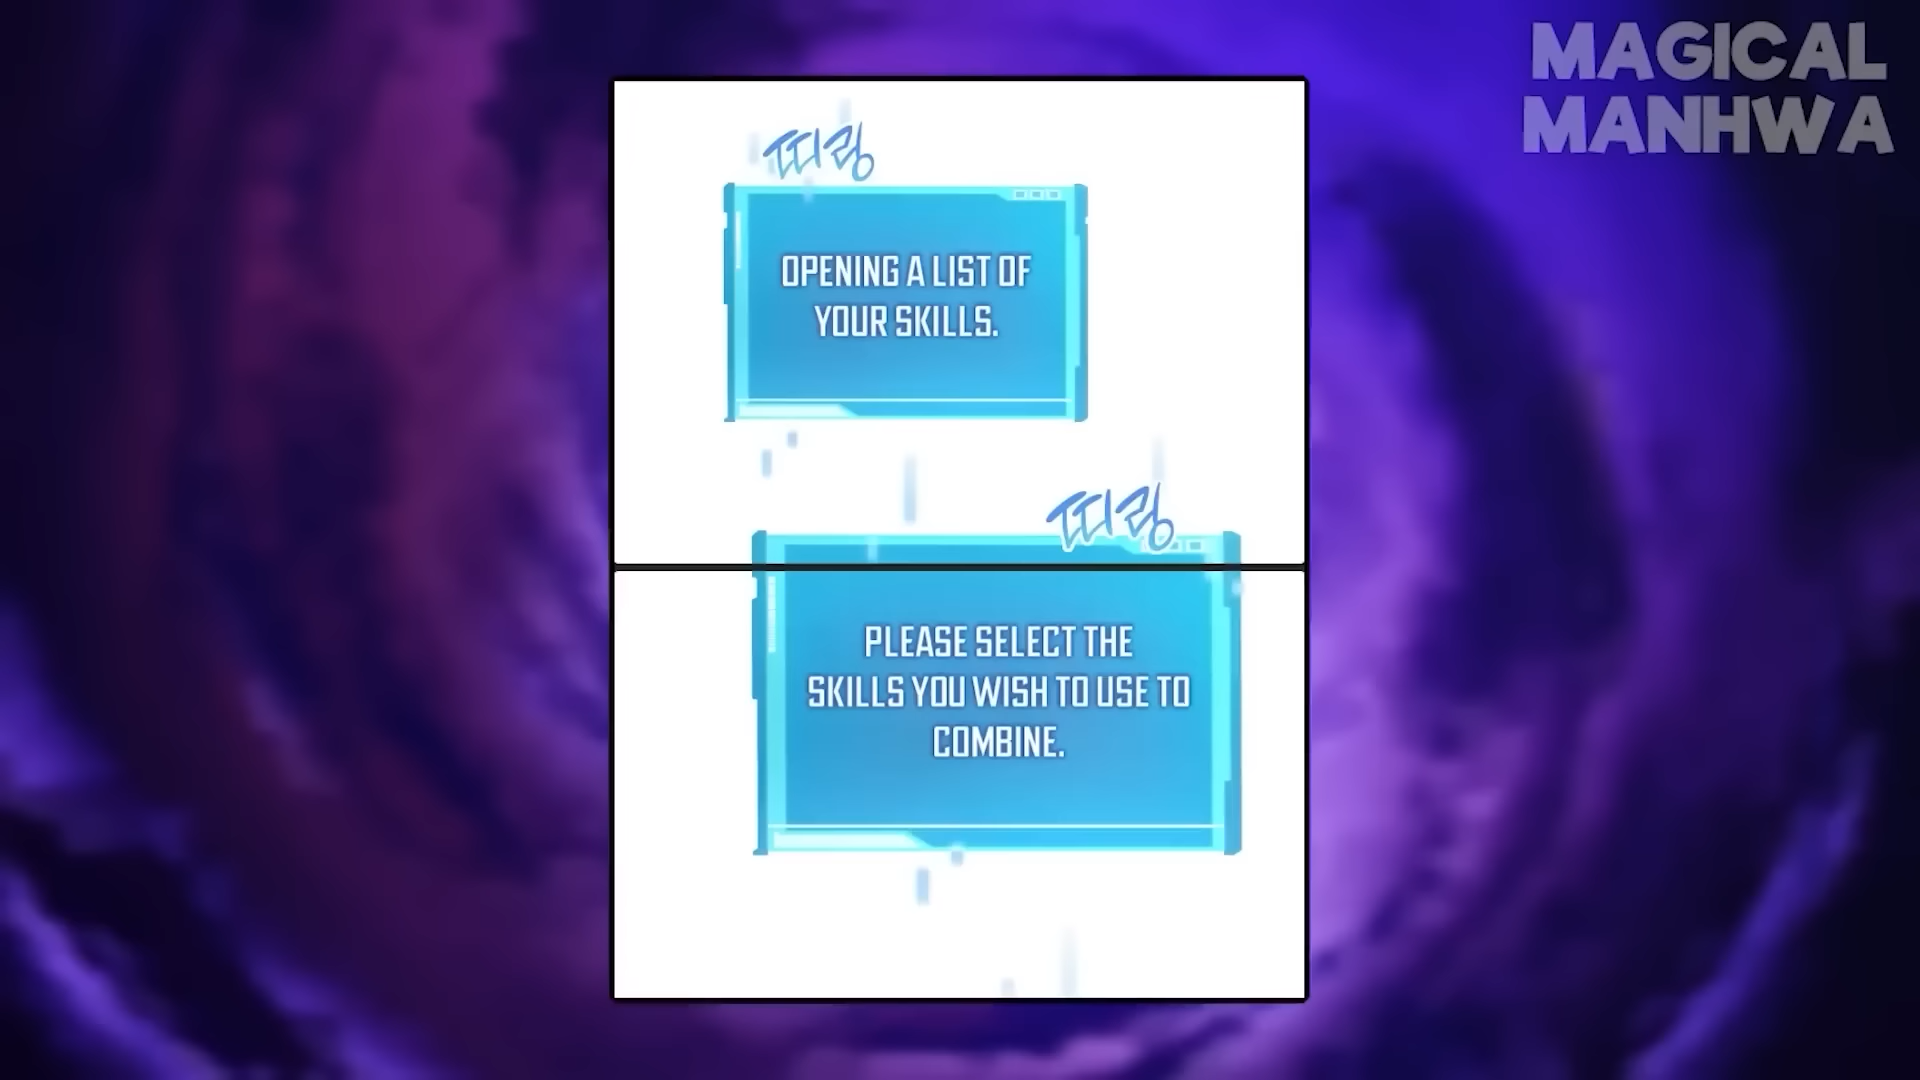 MAGICAL
MANHWA
띠링
OPENING A LIST OF
YOUR SKILLS.
띠링
PLEASE SELECT THE
SKILLS YOU WISH TO USE TO
COMBINE.